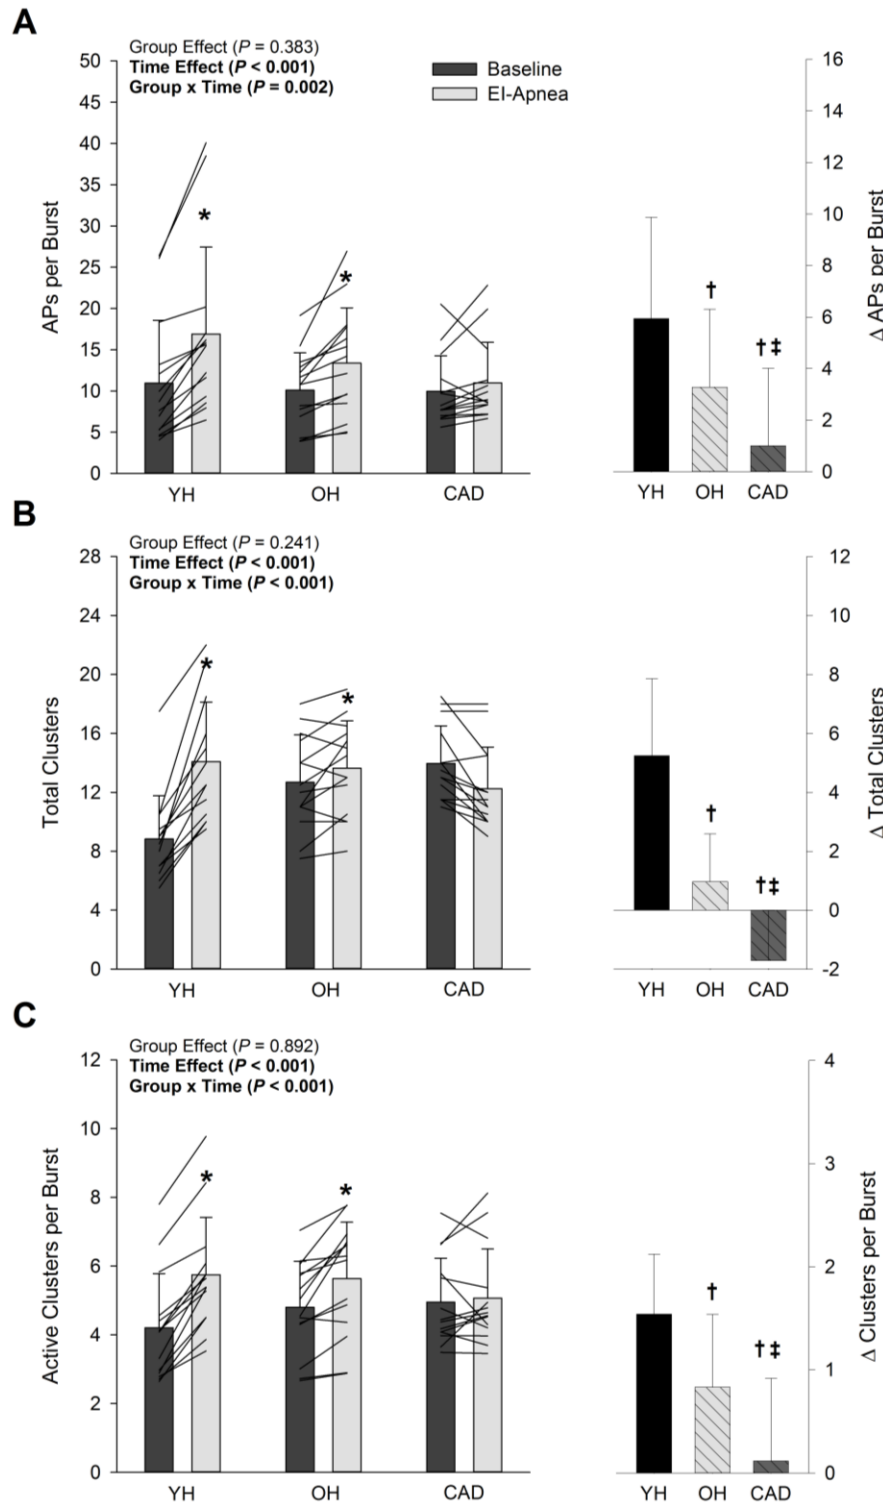 A
Group Effect (P = 0.383)
Time Effect (P < 0.001)
Group x Time (P = 0.002)
Baseline
EI-Apnea
APs per Burst
50
45
40
35
30
25
20
15
10
5
0
YH
OH
CAD
*
*
Δ APs per Burst
16
14
12
10
8
6
4
2
0
†
†‡
YH
OH
CAD
B
Group Effect (P = 0.241)
Time Effect (P < 0.001)
Group x Time (P < 0.001)
Total Clusters
28
24
20
16
12
8
4
0
YH
OH
CAD
*
*
Δ Total Clusters
12
10
8
6
4
2
0
-2
†
†‡
YH
OH
CAD
C
Group Effect (P = 0.892)
Time Effect (P < 0.001)
Group x Time (P < 0.001)
Active Clusters per Burst
12
10
8
6
4
2
0
YH
OH
CAD
*
*
Δ Clusters per Burst
4
3
2
1
0
†
†‡
YH
OH
CAD